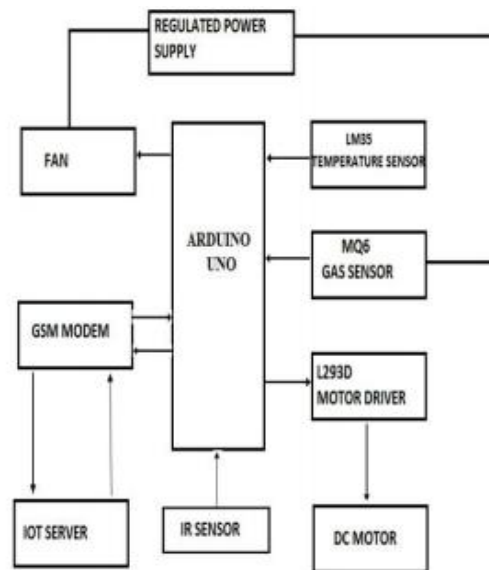 REGULATED POWER
SUPPLY
FAN
LM35
TEMPERATURE SENSOR
ARDUINO
UNO
MQ6
GAS SENSOR
GSM MODEM
L293D
MOTOR DRIVER
IOT SERVER
IR SENSOR
DC MOTOR